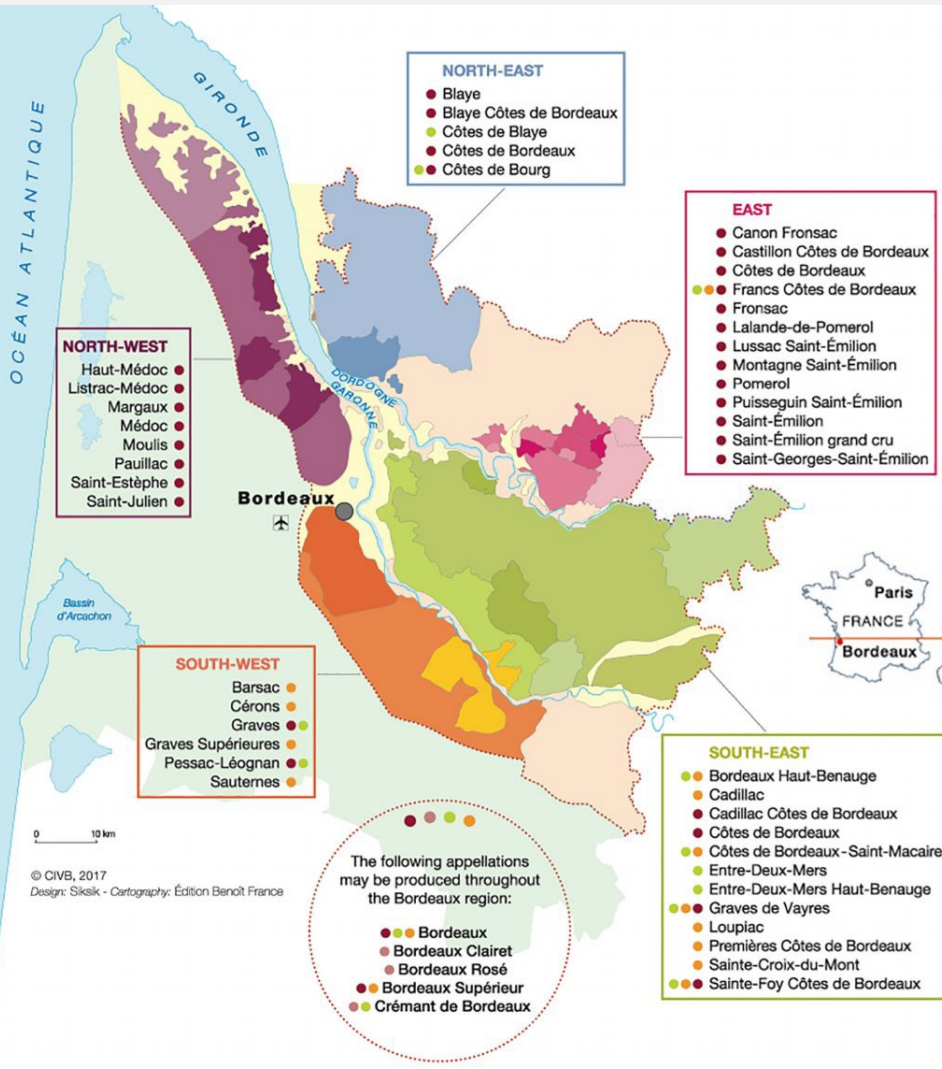 OCÉAN ATLANTIQUE
GIRONDE
NORTH-EAST
Blaye
Blaye Côtes de Bordeaux
Côtes de Blaye
Côtes de Bordeaux
Côtes de Bourg
EAST
Canon Fronsac
Castillon Côtes de Bordeaux
Côtes de Bordeaux
Francs Côtes de Bordeaux
Fronsac
Lalande-de-Pomerol
Lussac Saint-Émilion
Montagne Saint-Émilion
Pomerol
Puisseguin Saint-Émilion
Saint-Émilion
Saint-Émilion grand cru
Saint-Georges-Saint-Émilion
NORTH-WEST
Haut-Médoc
Listrac-Médoc
Margaux
Médoc
Moulis
Pauillac
Saint-Estèphe
Saint-Julien
DORDOGNE
GARONNE
Bordeaux
Bassin
d'Arcachon
Paris
FRANCE
Bordeaux
SOUTH-WEST
Barsac
Cérons
Graves
Graves Supérieures
Pessac-Léognan
Sauternes
SOUTH-EAST
Bordeaux Haut-Benauge
Cadillac
Cadillac Côtes de Bordeaux
Côtes de Bordeaux
Côtes de Bordeaux-Saint-Macaire
Entre-Deux-Mers
Entre-Deux-Mers Haut-Benauge
Graves de Vayres
Loupiac
Premières Côtes de Bordeaux
Sainte-Croix-du-Mont
Sainte-Foy Côtes de Bordeaux
0 10 km
© CIVB, 2017
Design: Siksik - Cartography: Édition Benoît France
The following appellations
may be produced throughout
the Bordeaux region:
Bordeaux
Bordeaux Clairet
Bordeaux Rosé
Bordeaux Supérieur
Crémant de Bordeaux